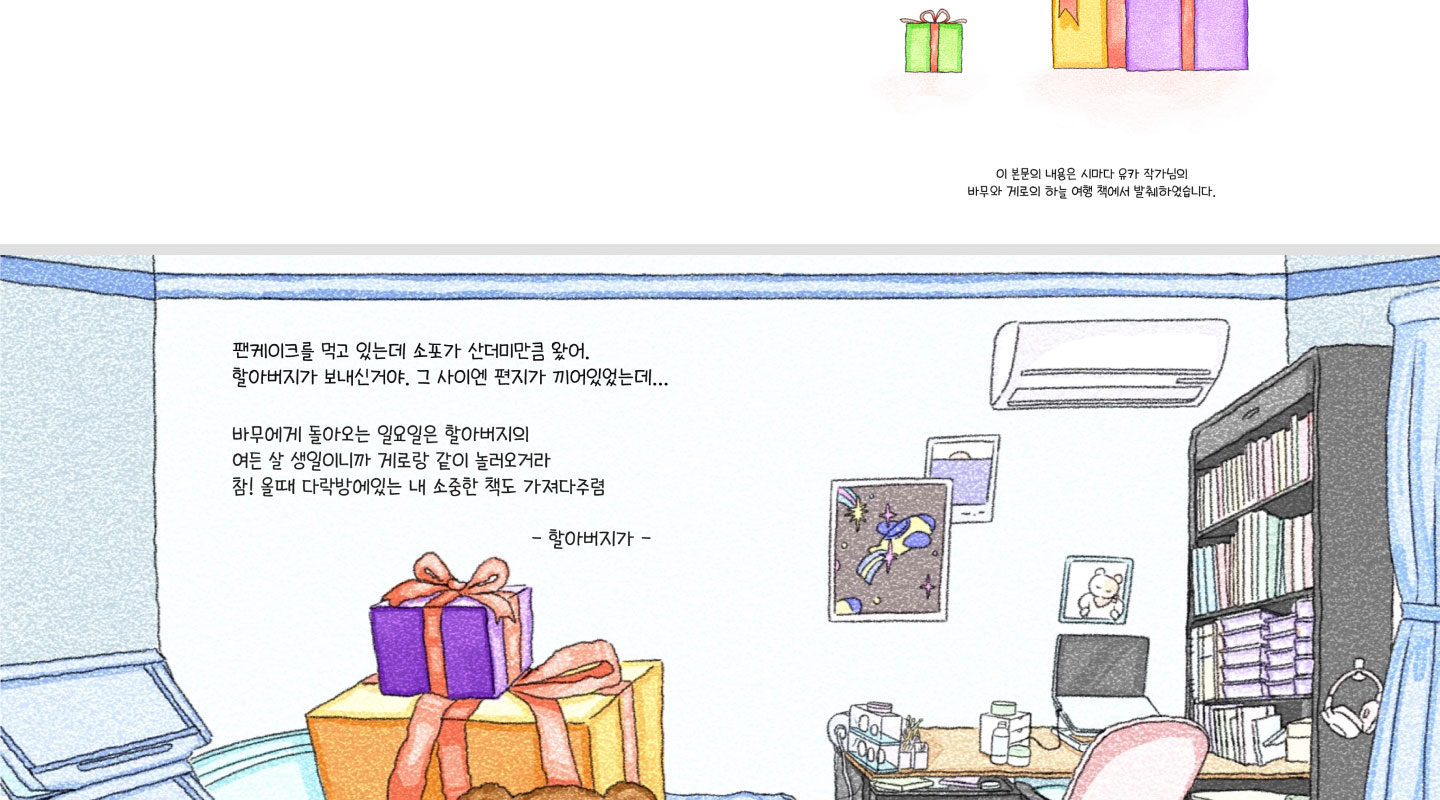 이 본문의 내용은 시마다 유카 작가님의
바무와 게로의 하늘 여행 책에서 발췌하였습니다.
팬케이크를 먹고 있는데 소포가 산더미만큼 왔어.
할아버지가 보내신거야. 그 사이엔 편지가 끼어있었는데...
바무에게 돌아오는 일요일은 할아버지의
여든 살 생일이니까 게로랑 같이 놀러오거라
참! 올때 다락방에있는 내 소중한 책도 가져다주렴
- 할아버지가 -